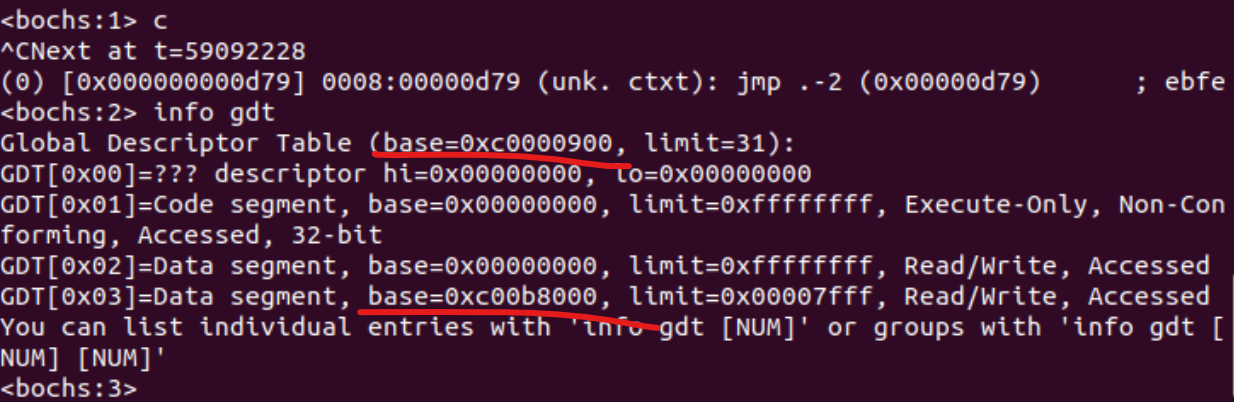 <bochs:1> c
^CNext at t=59092228
(0) [0x000000000d79] 0008:00000d79 (unk. ctxt): jmp .-2 (0x00000d79)      ; ebfe
<bochs:2> info gdt
Global Descriptor Table (base=0xc0000900, limit=31):
GDT[0x00]=??? descriptor hi=0x00000000, lo=0x00000000
GDT[0x01]=Code segment, base=0x00000000, limit=0xffffffff, Execute-Only, Non-Con
forming, Accessed, 32-bit
GDT[0x02]=Data segment, base=0x00000000, limit=0xffffffff, Read/Write, Accessed
GDT[0x03]=Data segment, base=0xc00b8000, limit=0x00007fff, Read/Write, Accessed
You can list individual entries with 'info gdt [NUM]' or groups with 'info gdt [
NUM] [NUM]'
<bochs:3>